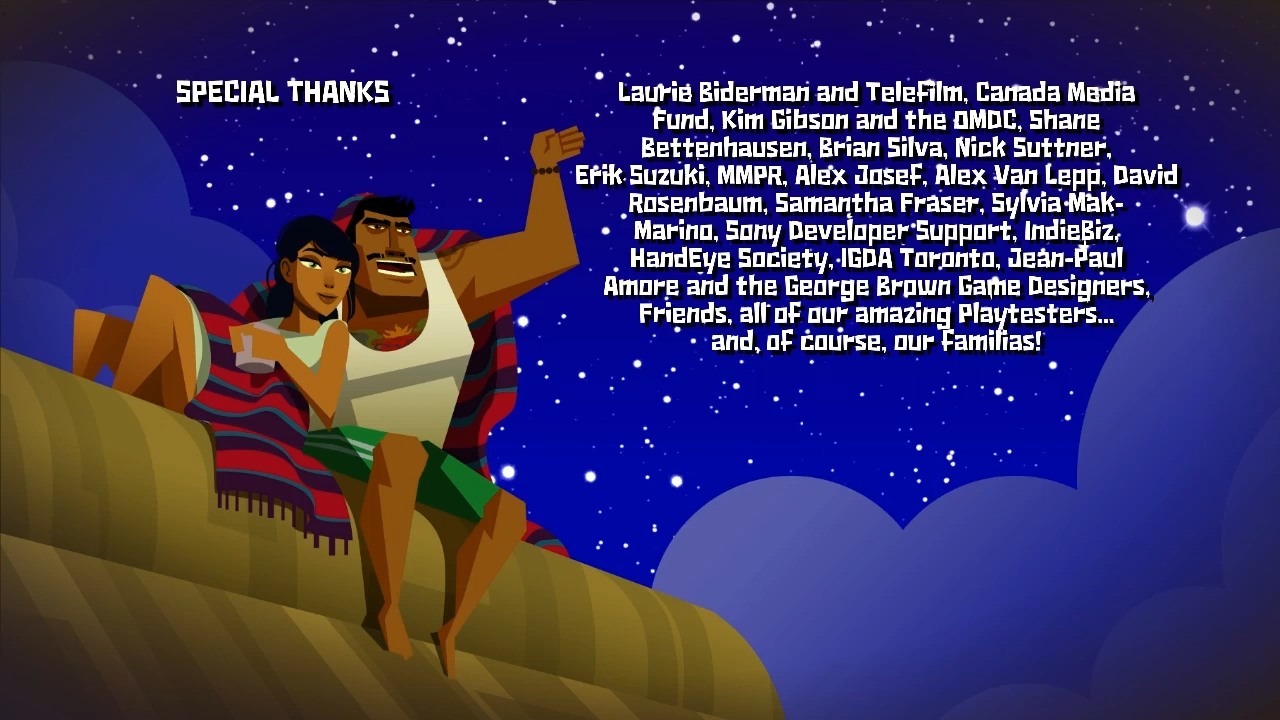 SPECIAL THANKS
Laurie Biderman and Telefilm, Canada Media
Fund, Kim Gibson and the OMDC, Shane
Bettenhausen, Brian Silva, Nick Suttner,
Erik Suzuki, MMPR, Alex Josef, Alex Van Lepp, David
Rosenbaum, Samantha Fraser, Sylvia Mak-
Marino, Sony Developer Support, IndieBiz,
HandEye Society, IGDA Toronto, Jean-Paul
Amore and the George Brown Game Designers,
Friends, all of our amazing Playtesters...
and, of course, our familias!